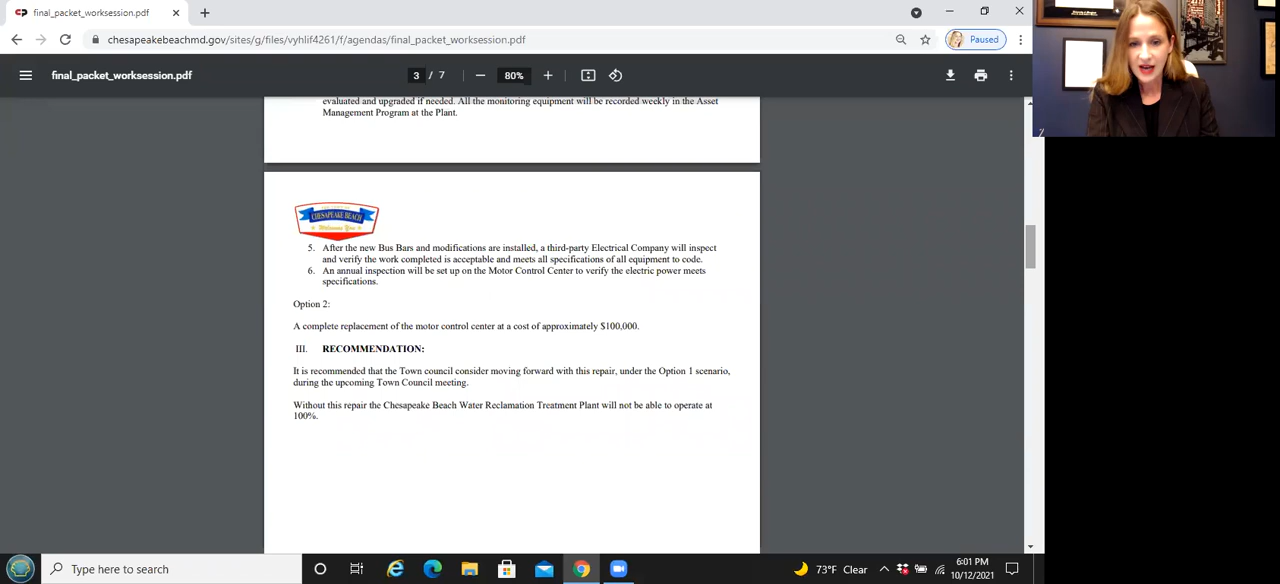 final_packet_worksession.pdf
chesapeakebeachmd.gov/sites/g/files/vyhlif4261/f/agendas/final_packet_worksession.pdf
Paused
final_packet_worksession.pdf
3 / 7
80%
evaluated and upgraded if needed. All the monitoring equipment will be recorded weekly in the Asset
Management Program at the Plant.
CHESAPEAKE BEACH
Welcomes You
5. After the new Bus Bars and modifications are installed, a third-party Electrical Company will inspect
and verify the work completed is acceptable and meets all specifications of all equipment to code.
6. An annual inspection will be set up on the Motor Control Center to verify the electric power meets
specifications.
Option 2:
A complete replacement of the motor control center at a cost of approximately $100,000.
III. RECOMMENDATION:
It is recommended that the Town council consider moving forward with this repair, under the Option 1 scenario,
during the upcoming Town Council meeting.
Without this repair the Chesapeake Beach Water Reclamation Treatment Plant will not be able to operate at
100%.
Type here to search
73°F Clear
6:01 PM
10/12/2021